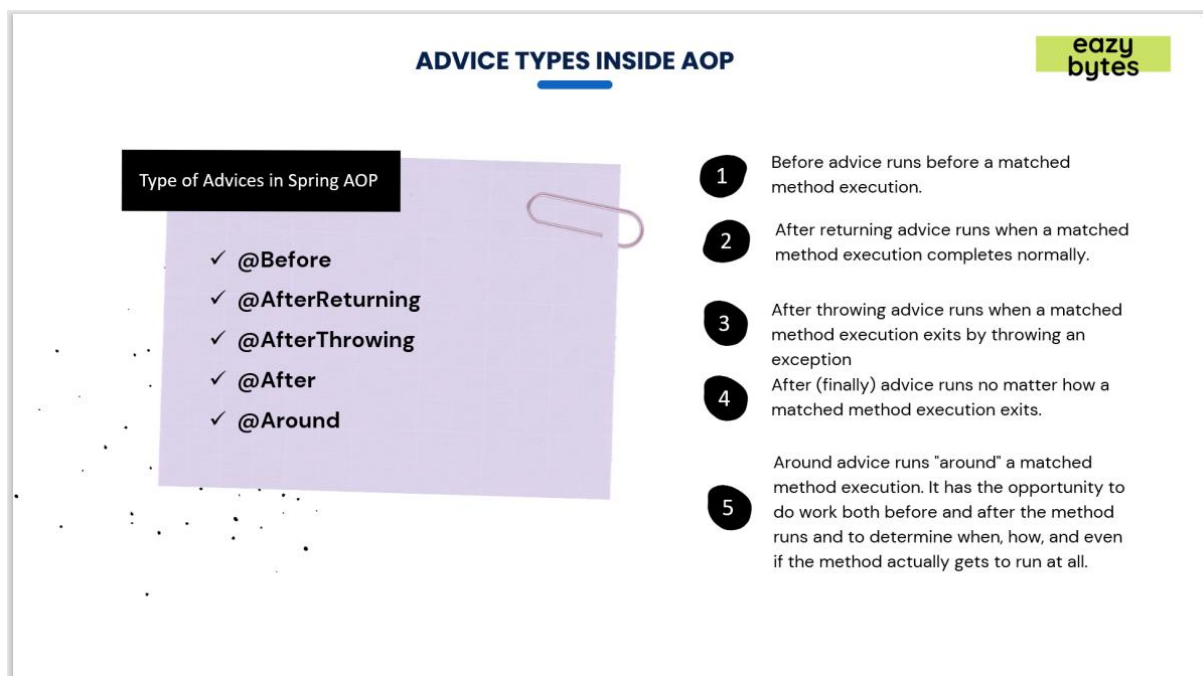 ADVICE TYPES INSIDE AOP
eazy
bytes
Type of Advices in Spring AOP
✓ @Before
✓ @AfterReturning
✓ @AfterThrowing
✓ @After
✓ @Around
1
Before advice runs before a matched
method execution.
2
After returning advice runs when a matched
method execution completes normally.
3
After throwing advice runs when a matched
method execution exits by throwing an
exception
4
After (finally) advice runs no matter how a
matched method execution exits.
5
Around advice runs "around" a matched
method execution. It has the opportunity to
do work both before and after the method
runs and to determine when, how, and even
if the method actually gets to run at all.